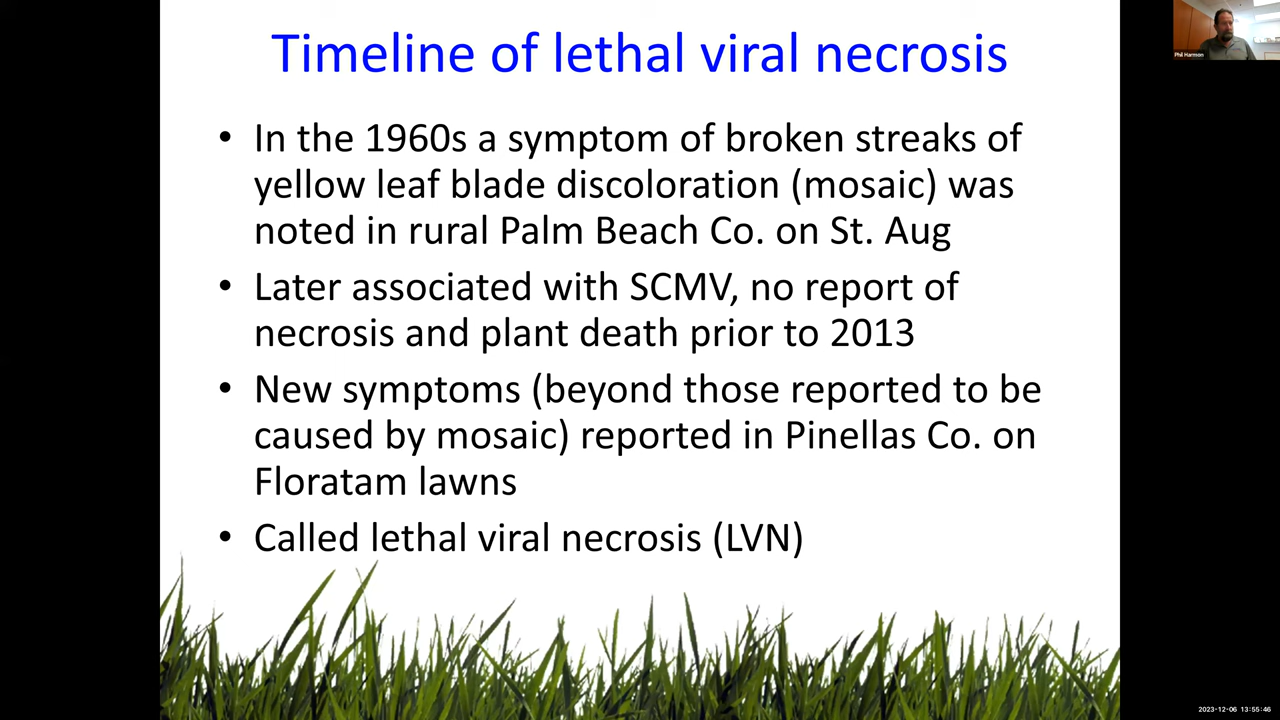 Timeline of lethal viral necrosis
• In the 1960s a symptom of broken streaks of
yellow leaf blade discoloration (mosaic) was
noted in rural Palm Beach Co. on St. Aug
• Later associated with SCMV, no report of
necrosis and plant death prior to 2013
• New symptoms (beyond those reported to be
caused by mosaic) reported in Pinellas Co. on
Floratam lawns
• Called lethal viral necrosis (LVN)
Phil Harmon
2023-12-06 13:55:46